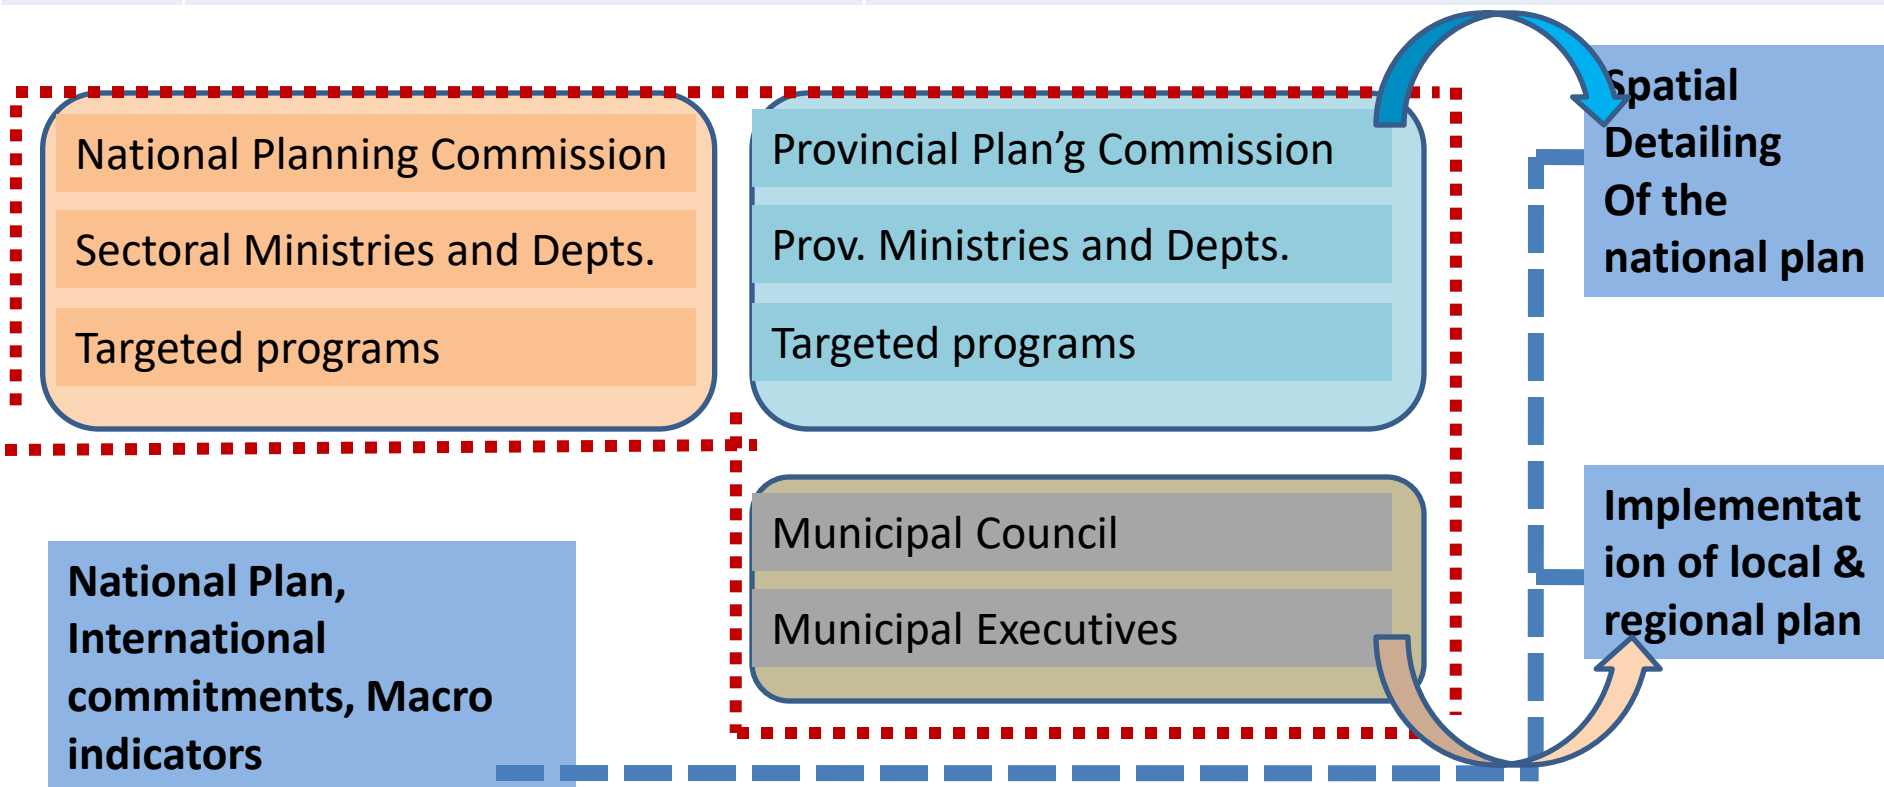 National Planning Commission
Sectoral Ministries and Depts.
Targeted programs
Provincial Plan’g Commission
Prov. Ministries and Depts.
Targeted programs
Spatial
Detailing
Of the
national plan
Municipal Council
Municipal Executives
Implementat
ion of local &
regional plan
National Plan,
International
commitments, Macro
indicators